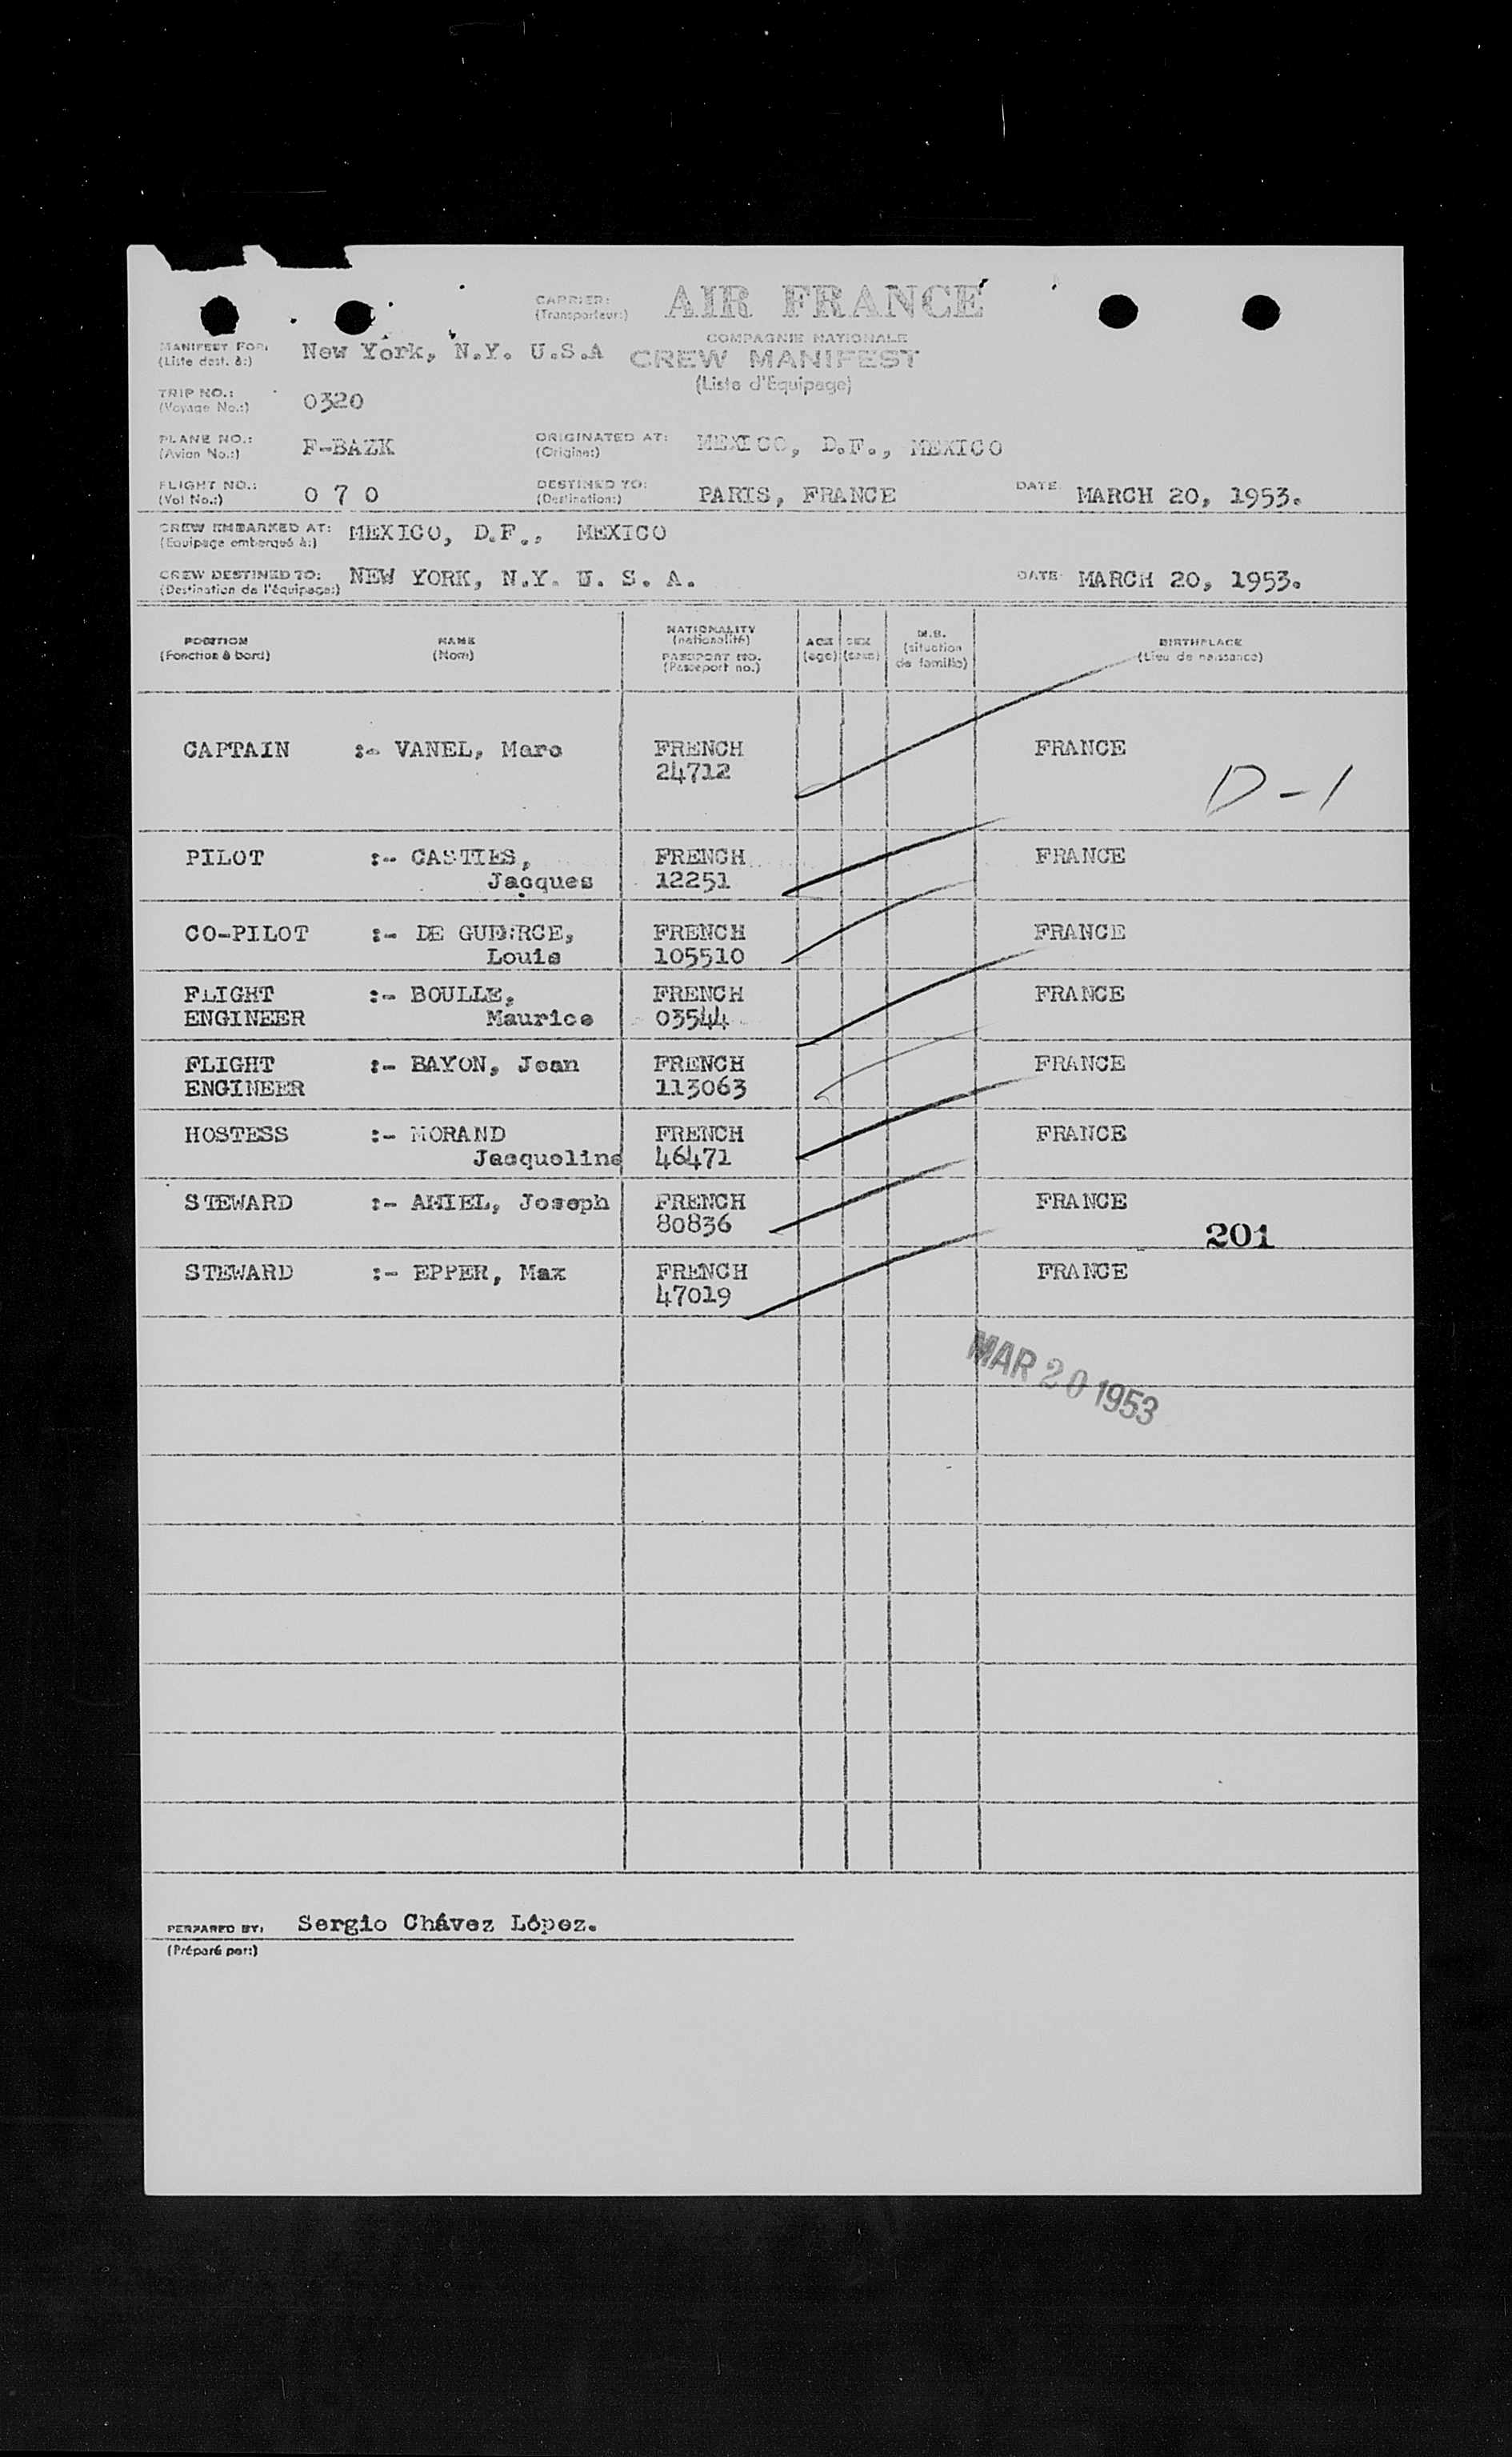 CARRIER: AIR FRANCE
(Transporteur:)
COMPAGNIE NATIONALE
MANIFEST FOR: New York, N.Y. U.S.A CREW MANIFEST
(Liste dest. à:)
(Liste d'Equipage)
TRIP NO.: 0320
(Voyage No.:)
PLANE NO.: F-BAZK ORIGINATED AT: MEXICO, D.F., MEXICO
(Avion No.:) (Origine:)
FLIGHT NO.: 0 7 0 DESTINED TO: PARIS, FRANCE DATE: MARCH 20, 1953.
(Vol No.:) (Destination:)
CREW EMBARKED AT: MEXICO, D.F., MEXICO
(Equipage embarqué à:)
CREW DESTINED TO: NEW YORK, N.Y. U. S. A. DATE: MARCH 20, 1953.
(Destination de l'équipage:)
POSITION NAME NATIONALITY AGE SEX M.S. BIRTHPLACE
(Fonction à bord) (Nom) (nationalité) (age) (sexe) (situation de famille) (Lieu de naissance)
PASSPORT NO.
(Passeport no.)
CAPTAIN :- VANEL, Marc FRENCH FRANCE
24712
D-1
PILOT :- CASTIES, FRENCH FRANCE
Jacques 12251
CO-PILOT :- DE FRENCH FRANCE
Louis 105510
FLIGHT :- BOULLE, FRENCH FRANCE
ENGINEER Maurice 03544
FLIGHT :- BAYON, Jean FRENCH FRANCE
ENGINEER 113063
HOSTESS :- MORAND FRENCH FRANCE
Jacqueline 46471
STEWARD :- AMIEL, Joseph FRENCH FRANCE
80836
201
STEWARD :- EPPER, Max FRENCH FRANCE
47019
MAR 20 1953
PERPARED BY: Sergio Chávez López.
(Préparé par:)